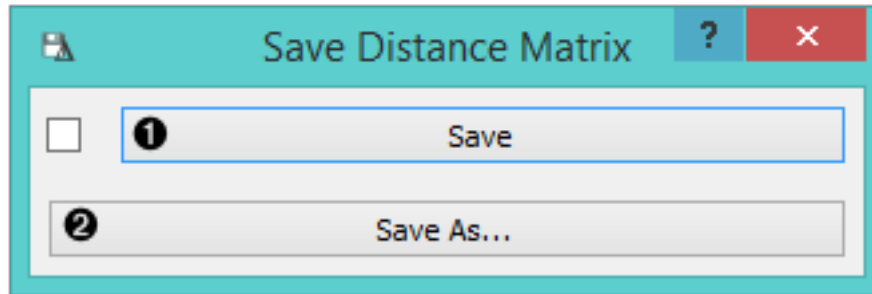 Save Distance Matrix ? ×
❶ Save
❷ Save As...